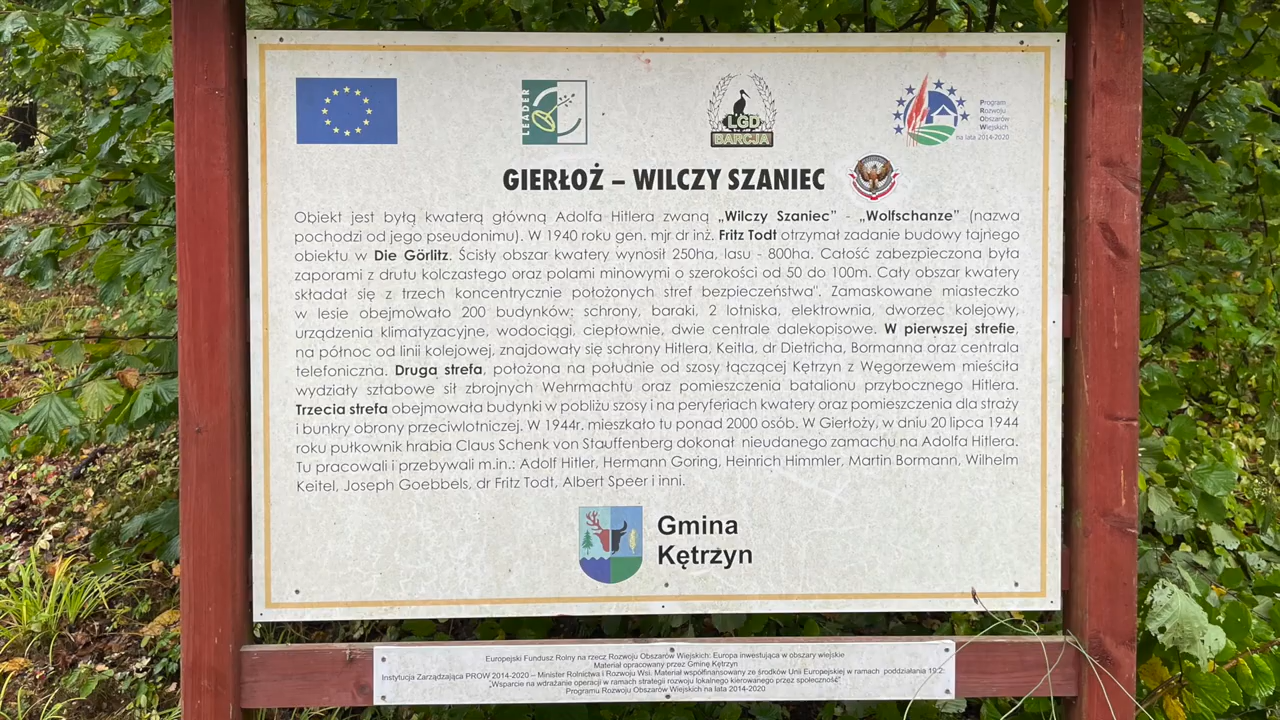 LEADER
LGD
BARCJA
Program
Rozwoju
Obszarów
Wiejskich
na lata 2014-2020
GIERŁOŻ – WILCZY SZANIEC
Obiekt jest byłą kwaterą główną Adolfa Hitlera zwaną „Wilczy Szaniec” - „Wolfschanze” (nazwa
pochodzi od jego pseudonimu). W 1940 roku gen. mjr dr inż. Fritz Todt otrzymał zadanie budowy tajnego
obiektu w Die Görlitz. Ścisły obszar kwatery wynosił 250ha, lasu - 800ha. Całość zabezpieczona była
zaporami z drutu kolczastego oraz polami minowymi o szerokości od 50 do 100m. Cały obszar kwatery
składał się z trzech koncentrycznie położonych stref bezpieczeństwa". Zamaskowane miasteczko
w lesie obejmowało 200 budynków: schrony, baraki, 2 lotniska, elektrownia, dworzec kolejowy,
urządzenia klimatyzacyjne, wodociągi, ciepłownie, dwie centrale dalekopisowe. W pierwszej strefie,
na północ od linii kolejowej, znajdowały się schrony Hitlera, Keitla, dr Dietricha, Bormanna oraz centrala
telefoniczna. Druga strefa, położona na południe od szosy łączącej Kętrzyn z Węgorzewem mieściła
wydziały sztabowe sił zbrojnych Wehrmachtu oraz pomieszczenia batalionu przybocznego Hitlera.
Trzecia strefa obejmowała budynki w pobliżu szosy i na peryferiach kwatery oraz pomieszczenia dla straży
i bunkry obrony przeciwlotniczej. W 1944r. mieszkało tu ponad 2000 osób. W Gierłoży, w dniu 20 lipca 1944
roku pułkownik hrabia Claus Schenk von Stauffenberg dokonał nieudanego zamachu na Adolfa Hitlera.
Tu pracowali i przebywali m.in.: Adolf Hitler, Hermann Goring, Heinrich Himmler, Martin Bormann, Wilhelm
Keitel, Joseph Goebbels, dr Fritz Todt, Albert Speer i inni.
Gmina
Kętrzyn
Europejski Fundusz Rolny na rzecz Rozwoju Obszarów Wiejskich: Europa inwestująca w obszary wiejskie
Materiał opracowany przez Gminę Kętrzyn
Instytucja Zarządzająca PROW 2014-2020 – Minister Rolnictwa i Rozwoju Wsi. Materiał współfinansowany ze środków Unii Europejskiej w ramach poddziałania 19.2:
„Wsparcie na wdrażanie operacji w ramach strategii rozwoju lokalnego kierowanego przez społeczność"
Programu Rozwoju Obszarów Wiejskich na lata 2014-2020